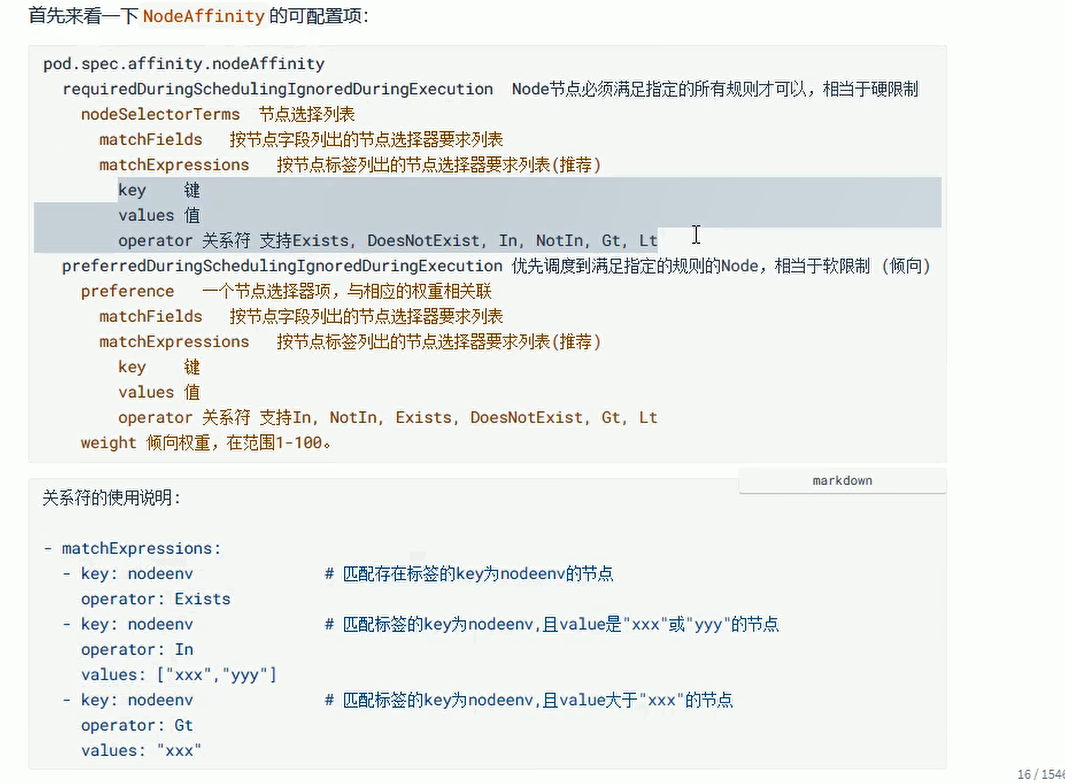 首先来看一下 NodeAffinity 的可配置项:
pod.spec.affinity.nodeAffinity
requiredDuringSchedulingIgnoredDuringExecution Node节点必须满足指定的所有规则才可以，相当于硬限制
nodeSelectorTerms 节点选择列表
matchFields 按节点字段列出的节点选择器要求列表
matchExpressions 按节点标签列出的节点选择器要求列表(推荐)
key 键
values 值
operator 关系符 支持Exists, DoesNotExist, In, NotIn, Gt, Lt
preferredDuringSchedulingIgnoredDuringExecution 优先调度到满足指定的规则的Node，相当于软限制 (倾向)
preference 一个节点选择器项，与相应的权重相关联
matchFields 按节点字段列出的节点选择器要求列表
matchExpressions 按节点标签列出的节点选择器要求列表(推荐)
key 键
values 值
operator 关系符 支持In, NotIn, Exists, DoesNotExist, Gt, Lt
weight 倾向权重，在范围1-100。
markdown
关系符的使用说明:
- matchExpressions:
- key: nodeenv # 匹配存在标签的key为nodeenv的节点
operator: Exists
- key: nodeenv # 匹配标签的key为nodeenv,且value是"xxx"或"yyy"的节点
operator: In
values: ["xxx","yyy"]
- key: nodeenv # 匹配标签的key为nodeenv,且value大于"xxx"的节点
operator: Gt
values: "xxx"
16 / 1546